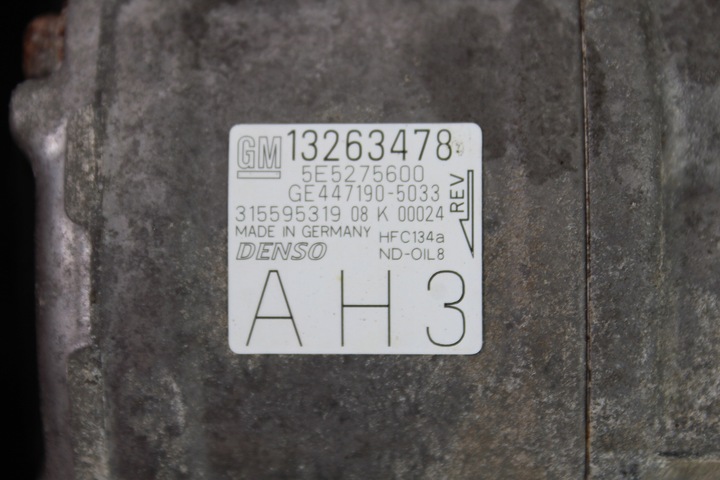 GM 13263478
5E5275600
GE447190-5033
315595319 08 K 00024
REV
MADE IN GERMANY
HFC134a
DENSO
ND-OIL8
AH3